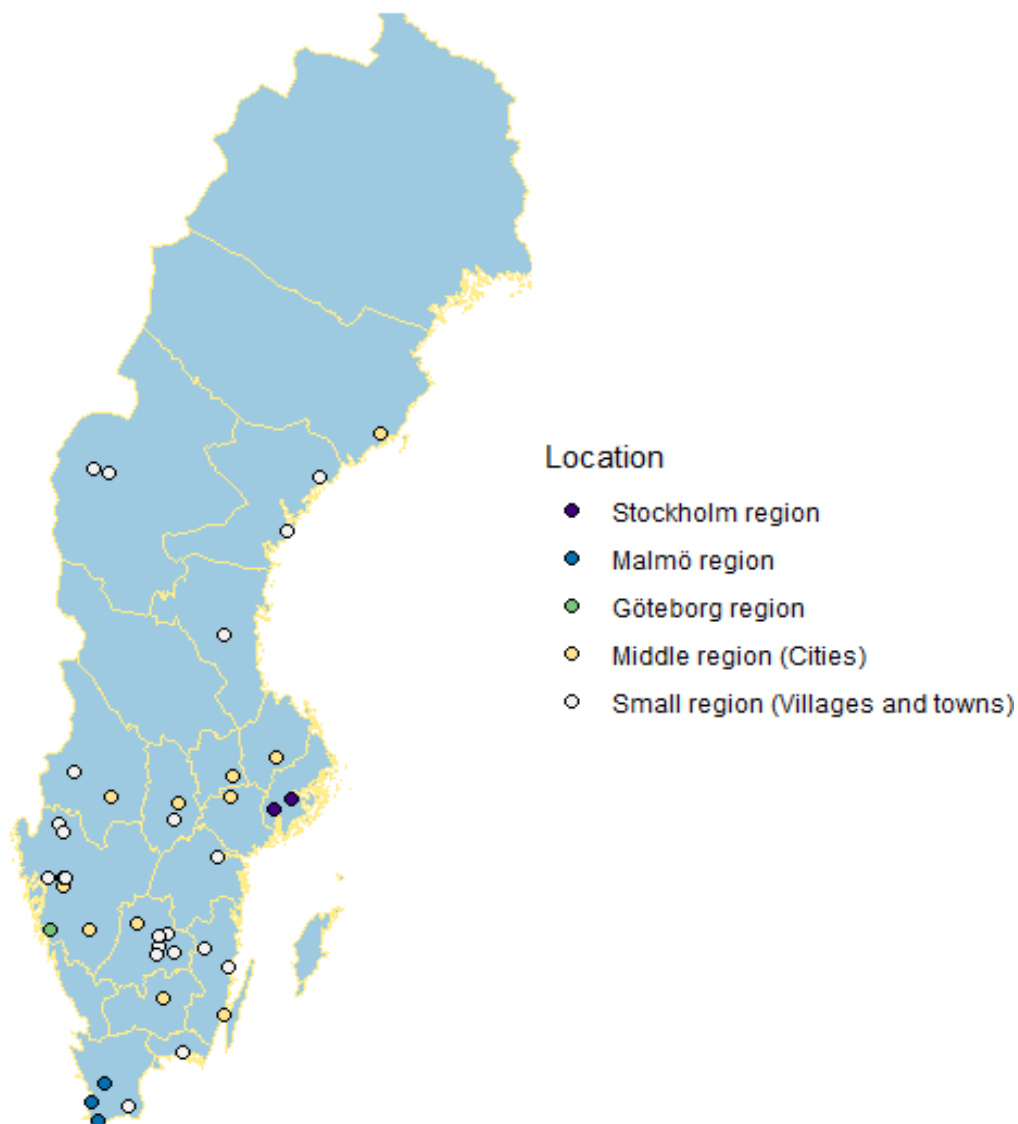 Location
Stockholm region
Malmö region
Göteborg region
Middle region (Cities)
Small region (Villages and towns)